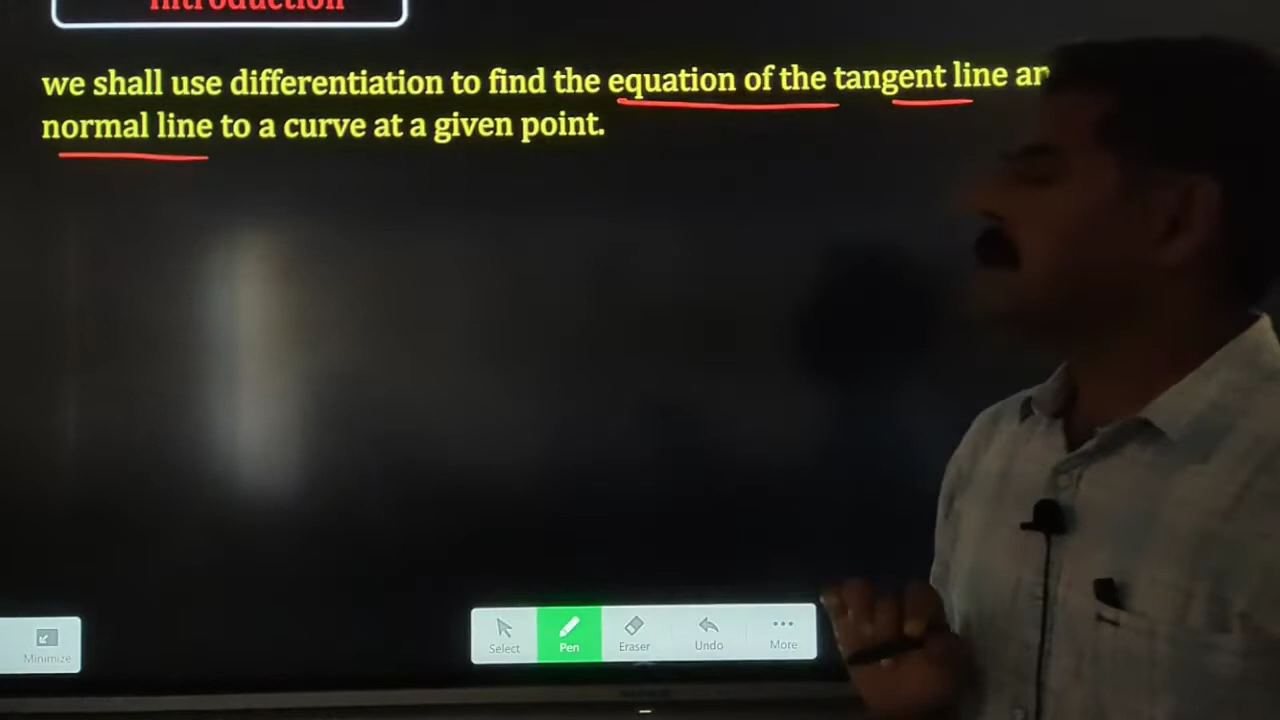 Introduction
we shall use differentiation to find the equation of the tangent line
normal line to a curve at a given point.
Minimize
Select Pen Eraser Undo More